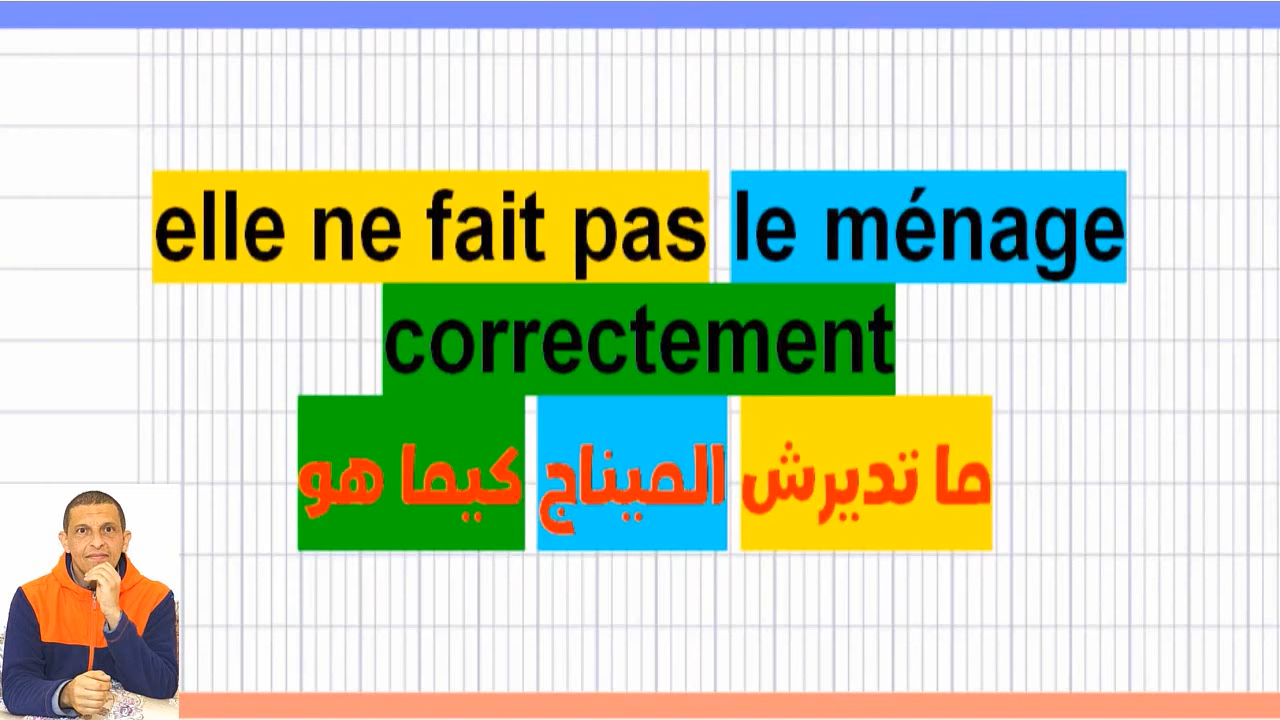 elle ne fait pas le ménage
correctement
ما تديرش الميناج كيما هو